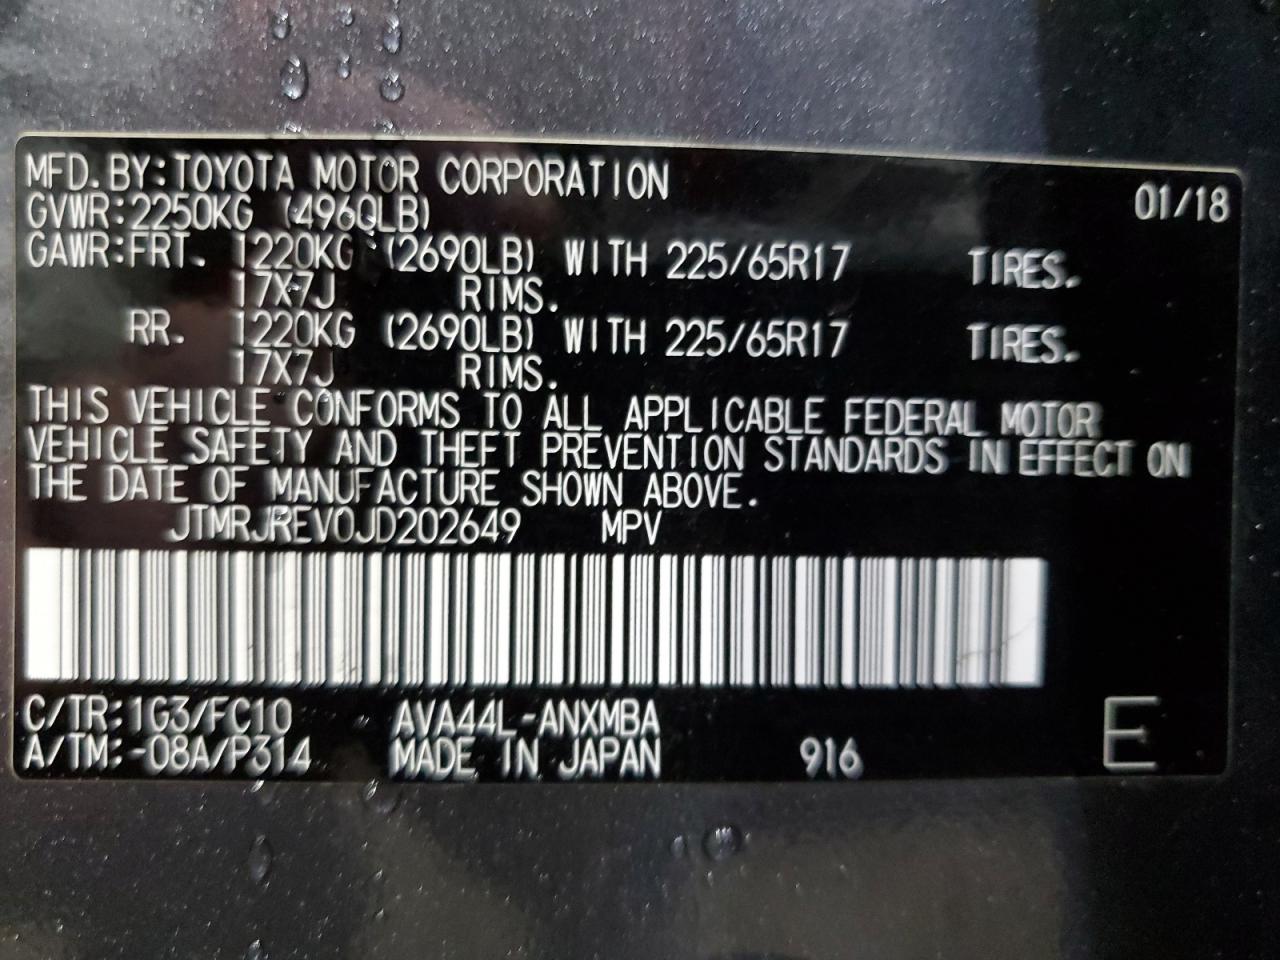 MFD. BY: TOYOTA MOTOR CORPORATION 01/18
GVWR: 2250KG (4960LB)
GAWR: FRT. 1220KG (2690LB) WITH 225/65R17 TIRES.
17X7J RIMS.
RR. 1220KG (2690LB) WITH 225/65R17 TIRES.
17X7J RIMS.
THIS VEHICLE CONFORMS TO ALL APPLICABLE FEDERAL MOTOR
VEHICLE SAFETY AND THEFT PREVENTION STANDARDS IN EFFECT ON
THE DATE OF MANUFACTURE SHOWN ABOVE.
JTMRJREV0JD202649 MPV
C/TR: 1G3/FC10 AVA44L-ANXMBA
A/TM: -08A/P314 MADE IN JAPAN 916 E